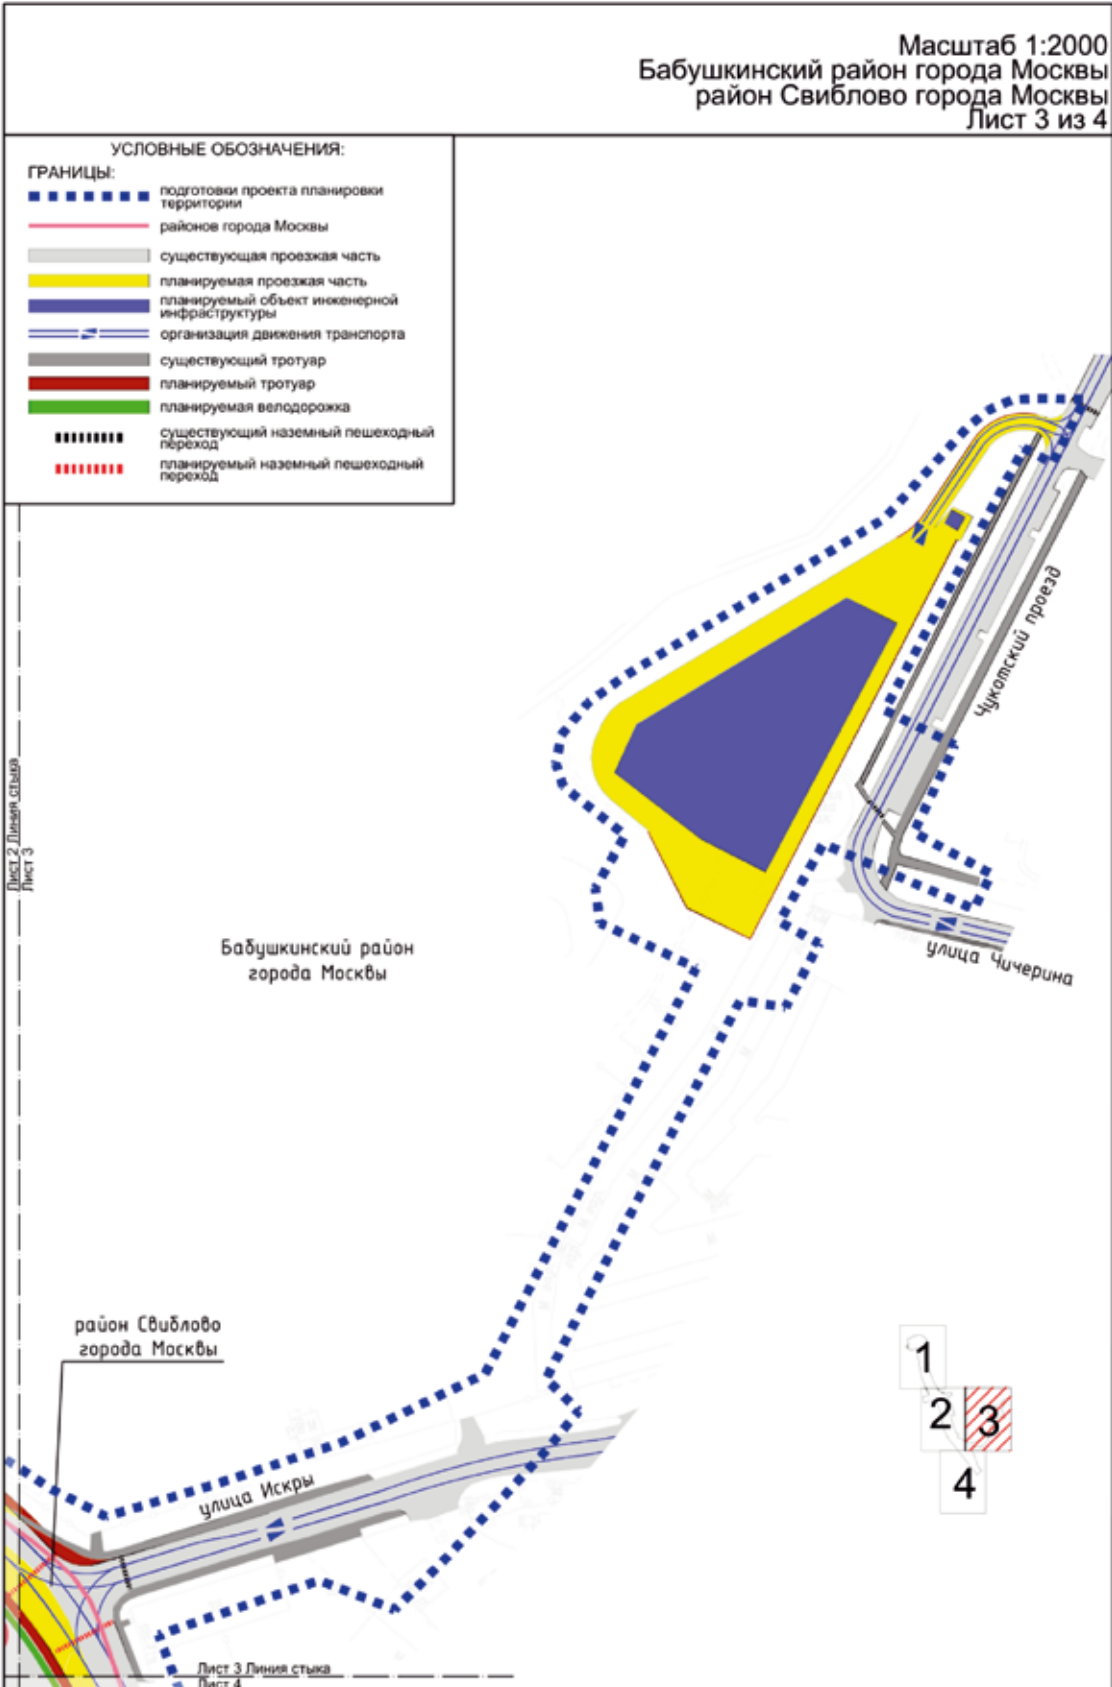 Масштаб 1:2000
Бабушкинский район города Москвы
район Свиблово города Москвы
Лист 3 из 4
УСЛОВНЫЕ ОБОЗНАЧЕНИЯ:
ГРАНИЦЫ:
подготовки проекта планировки
территории
районов города Москвы
существующая проезжая часть
планируемая проезжая часть
планируемый объект инженерной
инфраструктуры
организация движения транспорта
существующий тротуар
планируемый тротуар
планируемая велодорожка
существующий наземный пешеходный
переход
планируемый наземный пешеходный
переход
Чукотский проезд
Лист 2 Линия стыка
Лист 3
Бабушкинский район
города Москвы
улица Чичерина
район Свиблово
города Москвы
1
2
3
4
улица Искры
Лист 3 Линия стыка
Лист 4